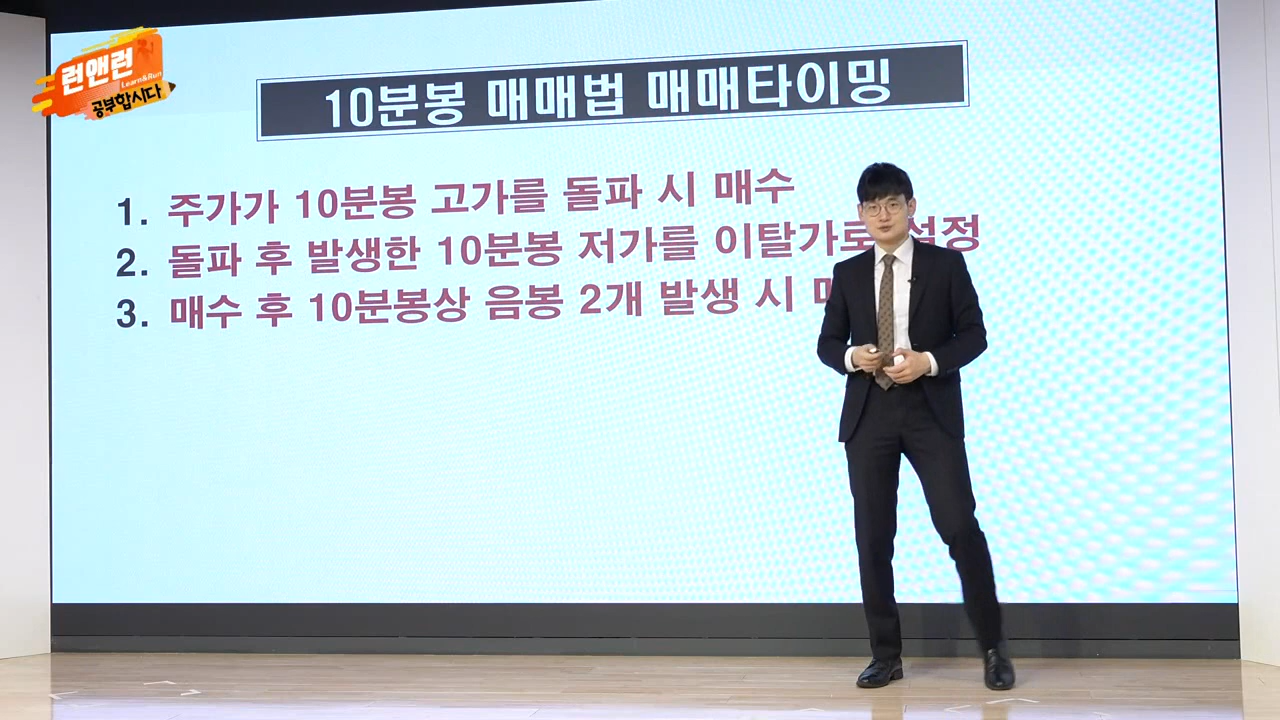 런앤런
Learn&Run
공부합시다
10분봉 매매법 매매타이밍
1. 주가가 10분봉 고가를 돌파 시 매수
2. 돌파 후 발생한 10분봉 저가를 이탈가로 설정
3. 매수 후 10분봉상 음봉 2개 발생 시